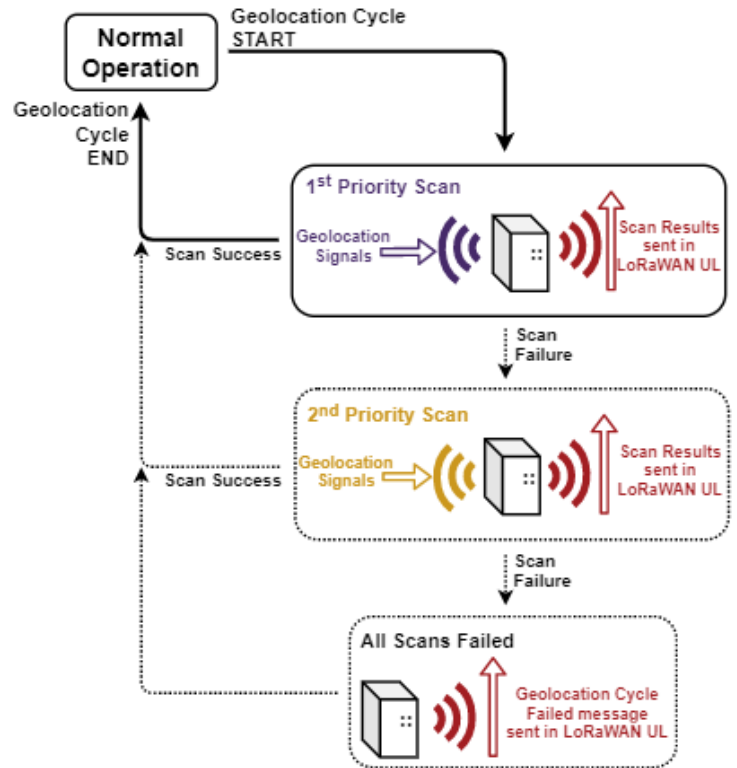 Normal
Operation
Geolocation Cycle
START
Geolocation
Cycle
END
1st Priority Scan
Geolocation
Signals
Scan Results
sent in
LoRaWAN UL
Scan Success
Scan
Failure
2nd Priority Scan
Geolocation
Signals
Scan Results
sent in
LoRaWAN UL
Scan Success
Scan
Failure
All Scans Failed
Geolocation Cycle
Failed message
sent in LoRaWAN UL